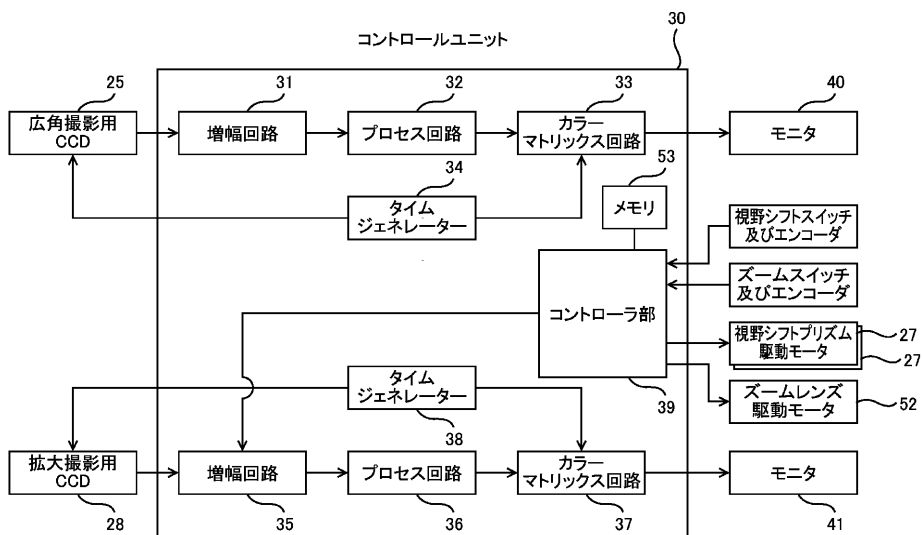 コントロールユニット
30
25
31
32
33
40
広角撮影用
CCD
増幅回路
プロセス回路
カラー
マトリックス回路
モニタ
34
53
タイム
ジェネレーター
メモリ
視野シフトスイッチ
及びエンコーダ
ズームスイッチ
及びエンコーダ
コントローラ部
視野シフトプリズム
駆動モータ
27
27
39
ズームレンズ
駆動モータ
52
タイム
ジェネレーター
38
拡大撮影用
CCD
増幅回路
プロセス回路
カラー
マトリックス回路
モニタ
28
35
36
37
41